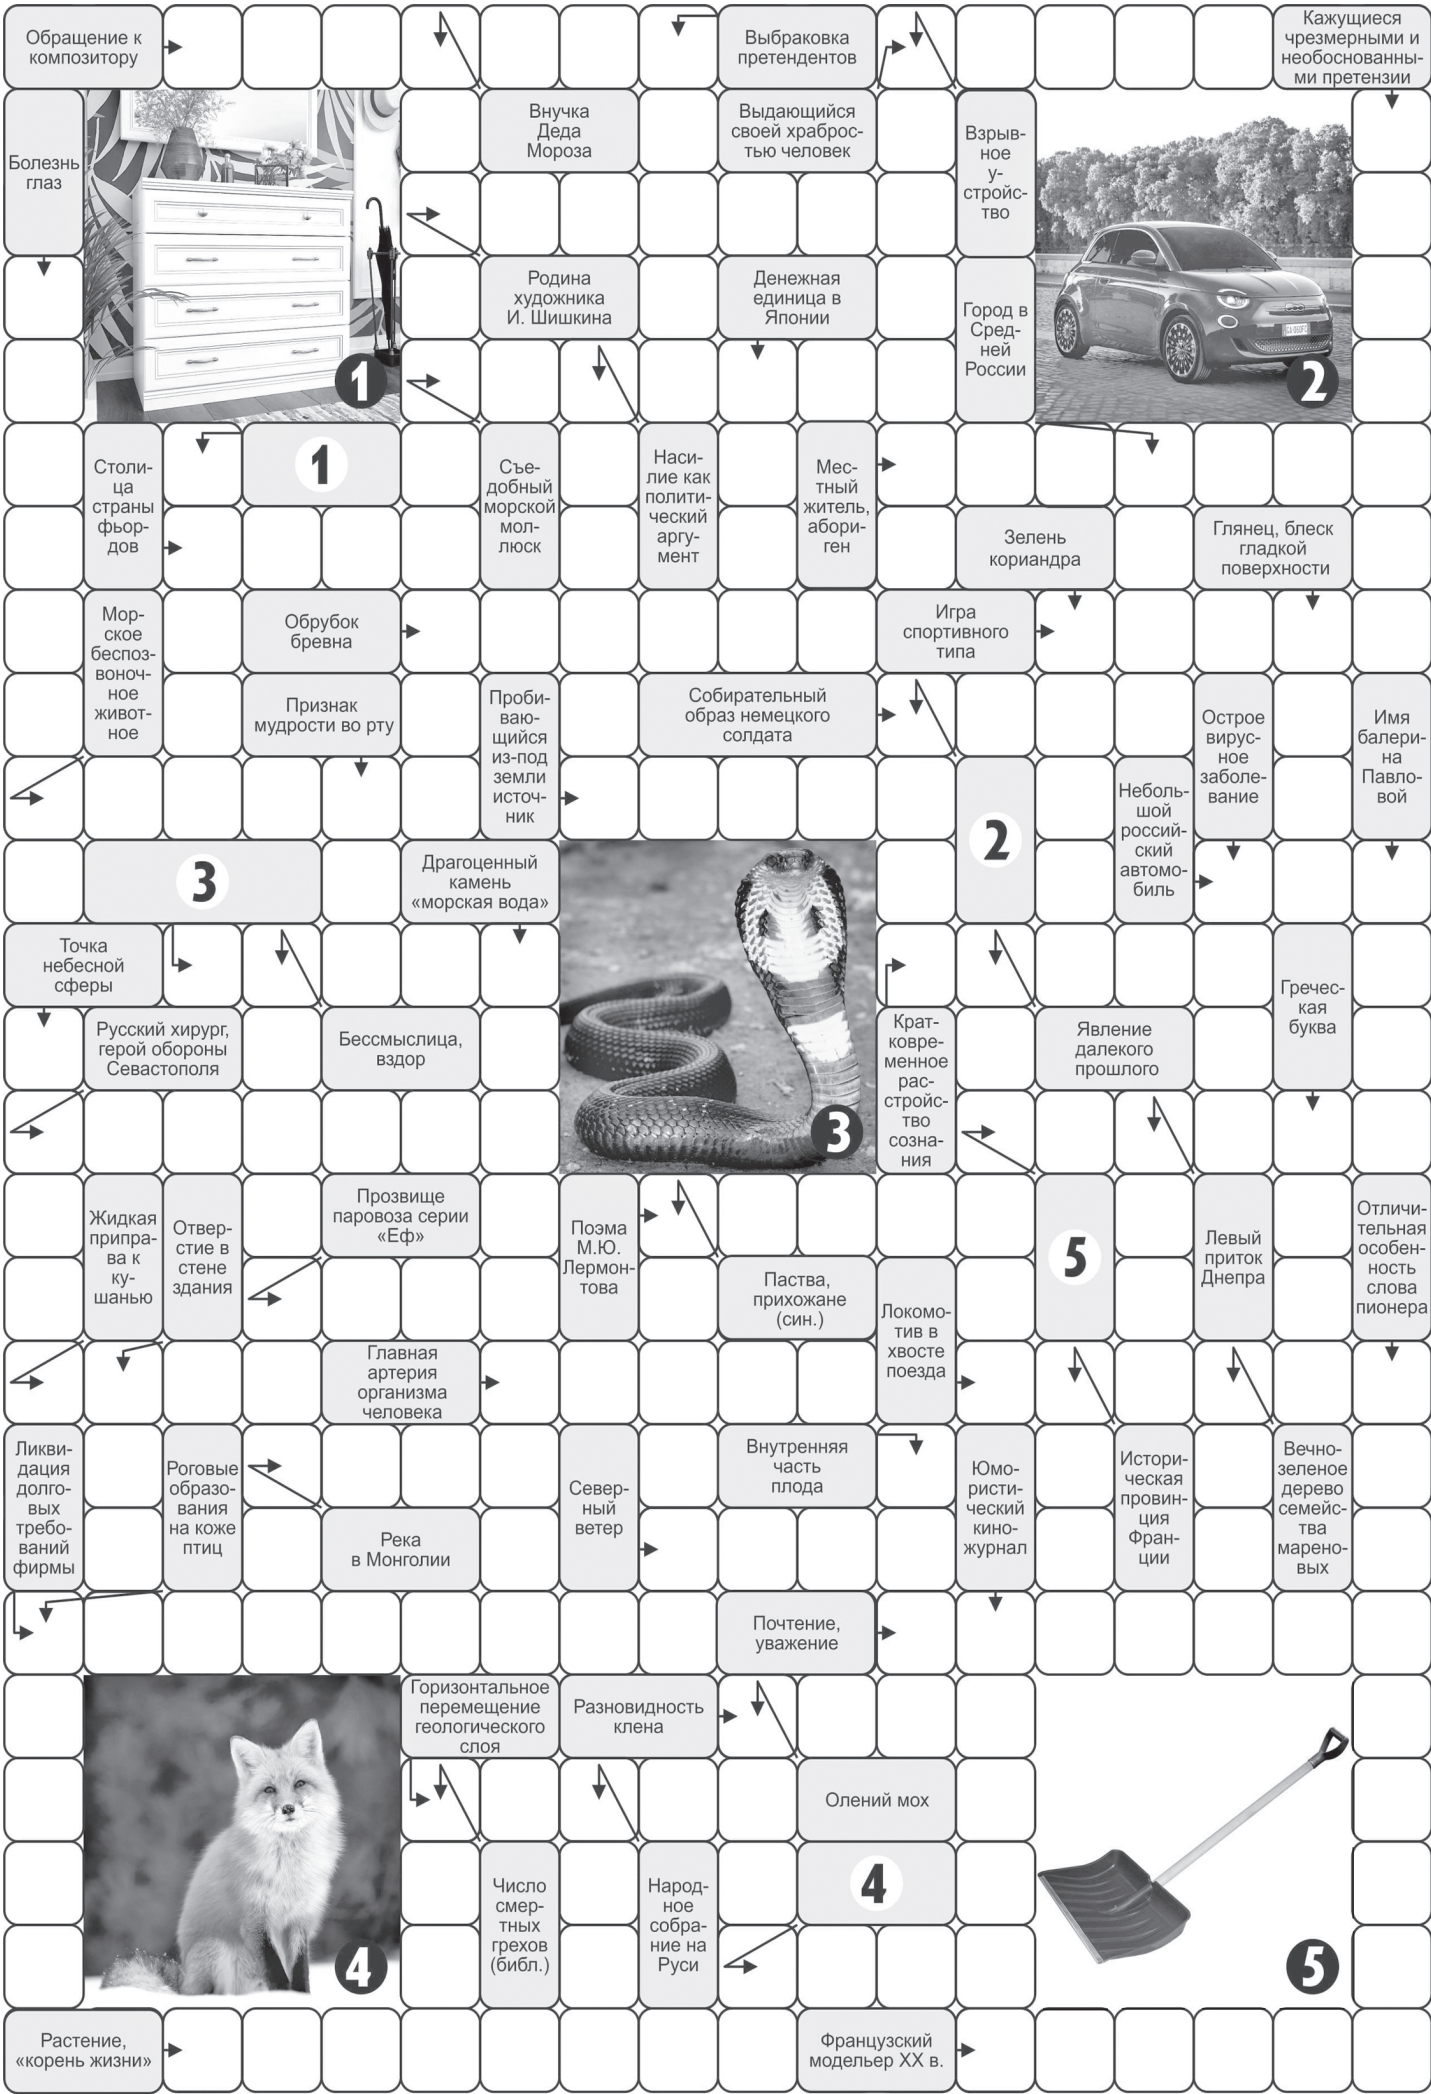 Обращение к
композитору
Выбраковка
претендентов
Кажущиеся
чрезмерными и
необоснованны-
ми претензии
Болезнь
глаз
Внучка
Деда
Мороза
Выдающийся
своей храброс-
тью человек
Взрыв-
ное
у-
стройс-
тво
Родина
художника
И. Шишкина
Денежная
единица в
Японии
Город в
Сред-
ней
России
1
2
Столи-
ца
страны
фьор-
дов
1
Съе-
добный
морской
мол-
люск
Наси-
лие как
полити-
ческий
аргу-
мент
Мес-
тный
житель,
абори-
ген
Зелень
кориандра
Глянец, блеск
гладкой
поверхности
Мор-
ское
беспоз-
воноч-
ное
живот-
ное
Обрубок
бревна
Игра
спортивного
типа
Признак
мудрости во рту
Проби-
ваю-
щийся
из-под
земли
источ-
ник
Собирательный
образ немецкого
солдата
Острое
вирус-
ное
заболе-
вание
Имя
балери-
на
Павло-
вой
2
Неболь-
шой
россий-
ский
автомо-
биль
3
Драгоценный
камень
«морская вода»
Точка
небесной
сферы
Гречес-
кая
буква
Русский хирург,
герой обороны
Севастополя
Бессмыслица,
вздор
Крат-
ковре-
менное
рас-
стройс-
тво
созна-
ния
Явление
далекого
прошлого
3
Жидкая
припра-
ва к
ку-
шанью
Отвер-
стие в
стене
здания
Прозвище
паровоза серии
«Еф»
Поэма
М.Ю.
Лермон-
това
5
Левый
приток
Днепра
Отличи-
тельная
особен-
ность
слова
пионера
Паства,
прихожане
(син.)
Локомо-
тив в
хвосте
поезда
Главная
артерия
организма
человека
Ликви-
дация
долго-
вых
требо-
ваний
фирмы
Роговые
образо-
вания
на коже
птиц
Север-
ный
ветер
Внутренняя
часть
плода
Юмо-
ристи-
ческий
кино-
журнал
Истори-
ческая
провин-
ция
Фран-
ции
Вечно-
зеленое
дерево
семейс-
тва
марено-
вых
Река
в Монголии
Почтение,
уважение
Горизонтальное
перемещение
геологического
слоя
Разновидность
клена
Олений мох
Число
смер-
тных
грехов
(библ.)
Народ-
ное
собра-
ние на
Руси
4
4
5
Растение,
«корень жизни»
Французский
модельер XX в.